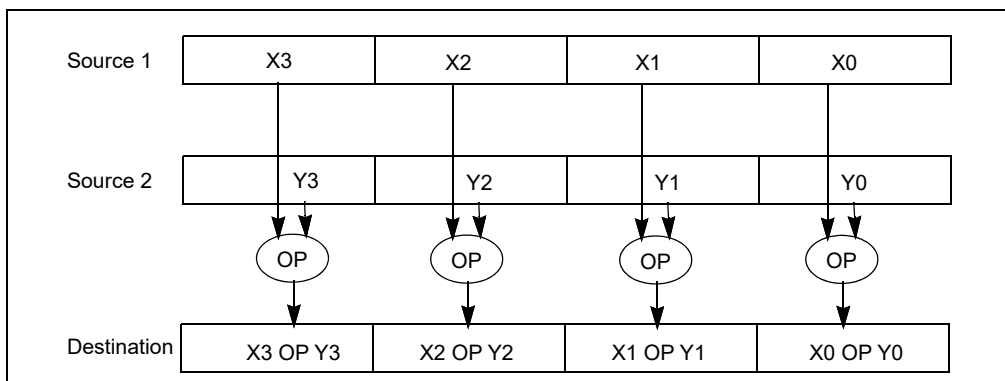 Source 1 X3 X2 X1 X0
Source 2 Y3 Y2 Y1 Y0
OP OP OP OP
Destination X3 OP Y3 X2 OP Y2 X1 OP Y1 X0 OP Y0